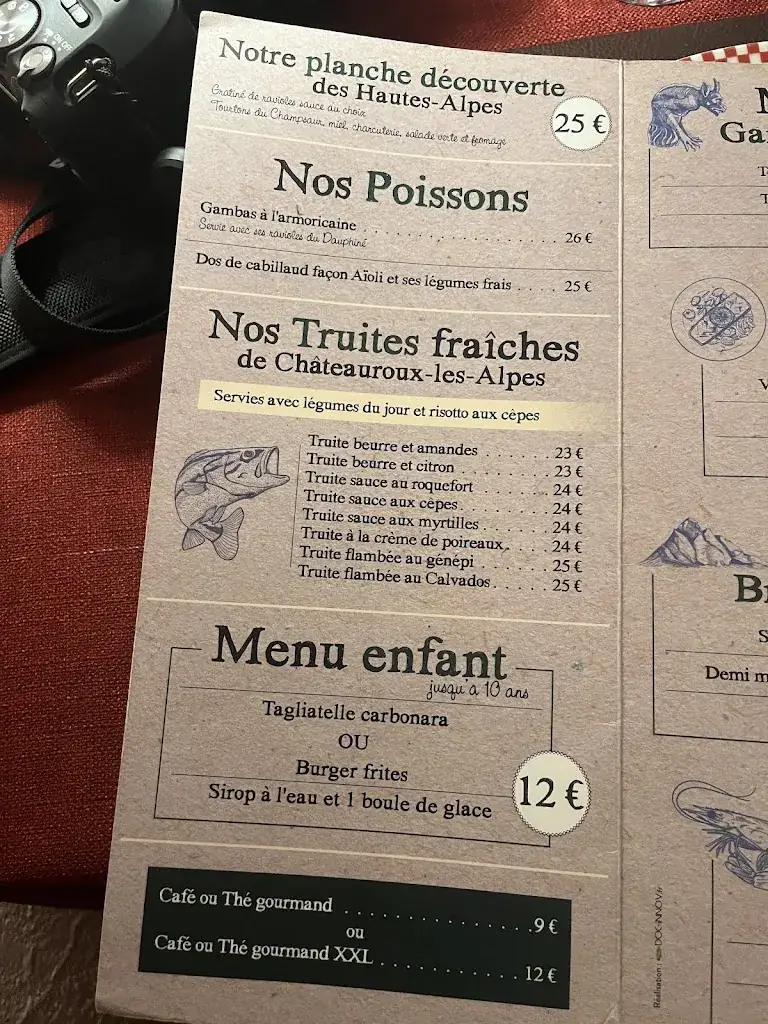 Notre planche découverte
des Hautes-Alpes
Gratiné de ravioles sauce au choix
Tourtons du Champsaur, miel, charcuterie, salade verte et fromage
25 €
Nos Poissons
Gambas à l'armoricaine . . . . . . . . . . . . . . . . . 26 €
Servie avec ses ravioles du Dauphiné
Dos de cabillaud façon Aïoli et ses légumes frais . . . . 25 €
Nos Truites fraîches
de Châteauroux-les-Alpes
Servies avec légumes du jour et risotto aux cèpes
Truite beurre et amandes . . . . . . . 23 €
Truite beurre et citron . . . . . . . . . 23 €
Truite sauce au roquefort . . . . . . . 24 €
Truite sauce aux cèpes . . . . . . . . . 24 €
Truite sauce aux myrtilles . . . . . . . 24 €
Truite à la crème de poireaux . . . . . 24 €
Truite flambée au génépi . . . . . . . 25 €
Truite flambée au Calvados . . . . . . 25 €
Menu enfant
jusqu'à 10 ans
Tagliatelle carbonara
OU
Burger frites
Sirop à l'eau et 1 boule de glace
12 €
Café ou Thé gourmand . . . . . . . . . . . . . . . . . 9 €
ou
Café ou Thé gourmand XXL . . . . . . . . . . . . . . 12 €
Demi m
Réalisation : DOC-INNOV.fr
ON OFF